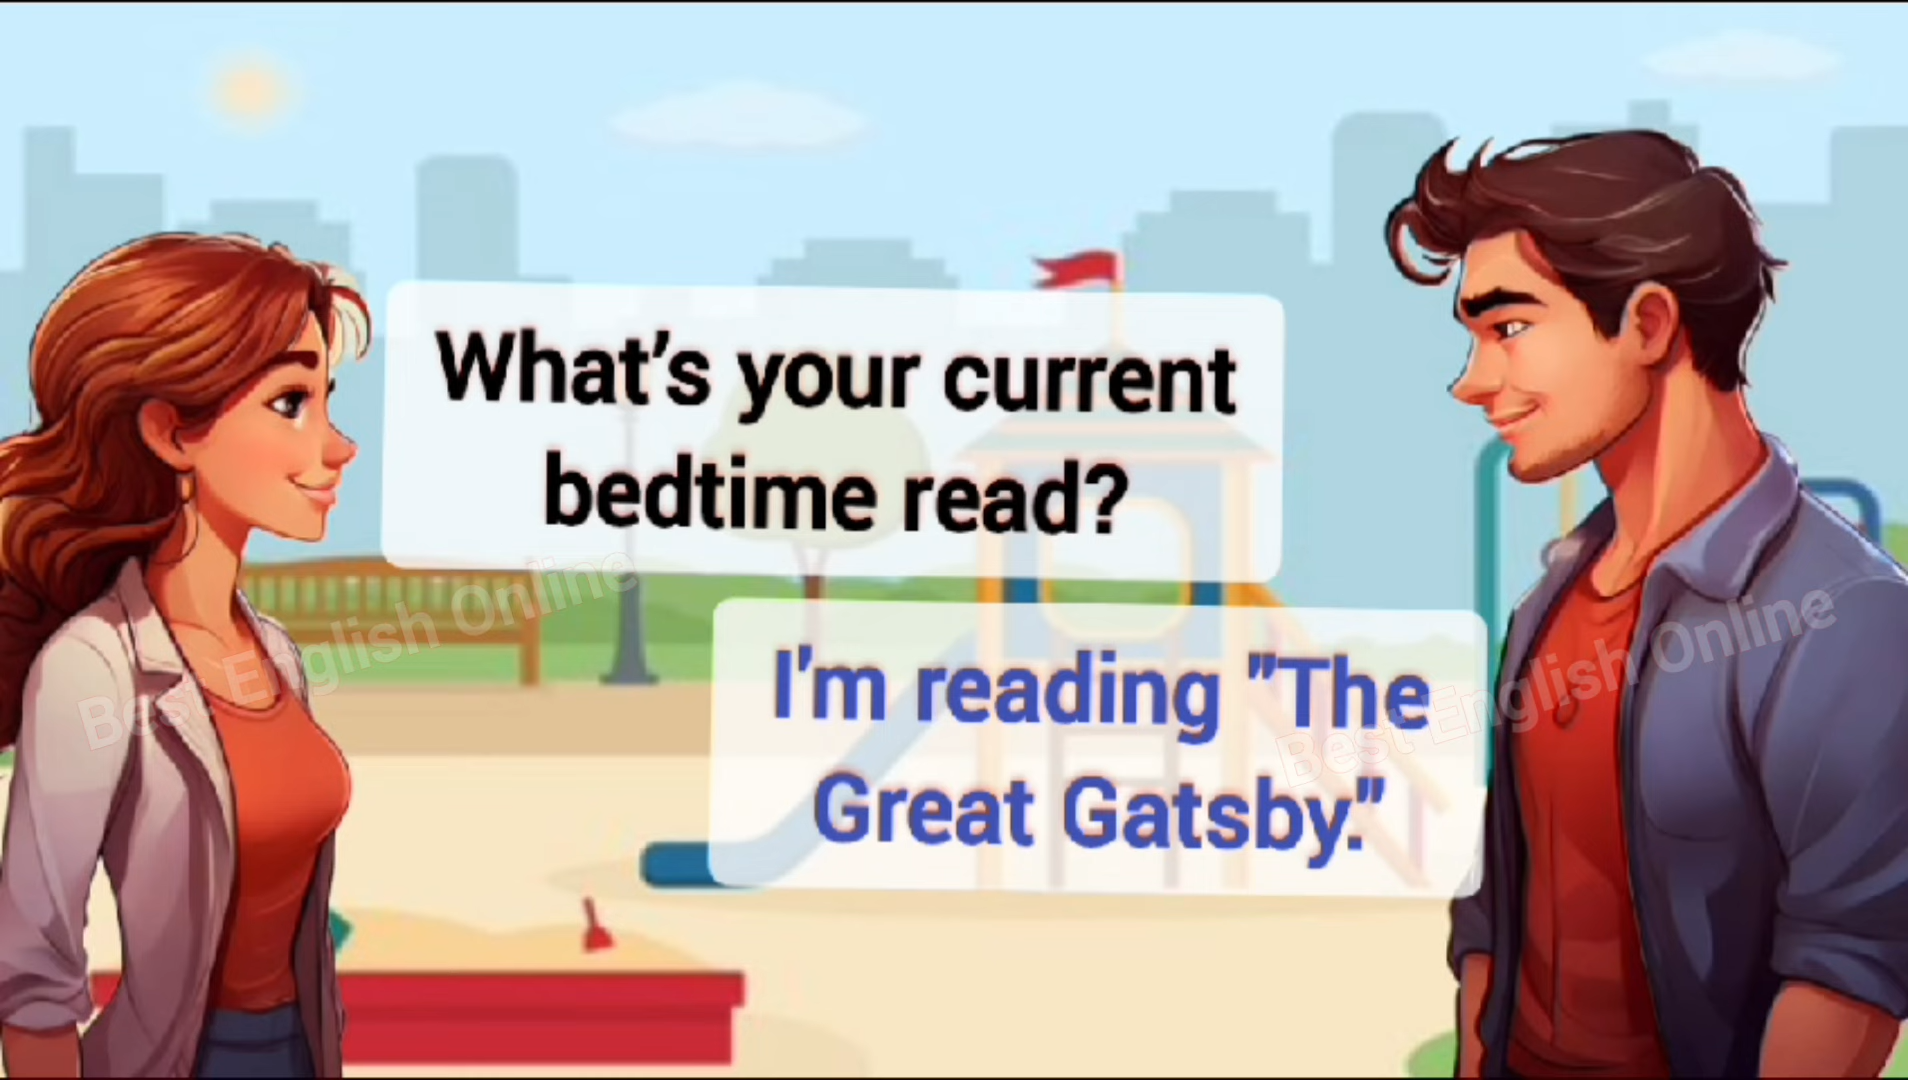 What's your current
bedtime read?
Best English Online
I'm reading "The
Great Gatsby."
Best English Online